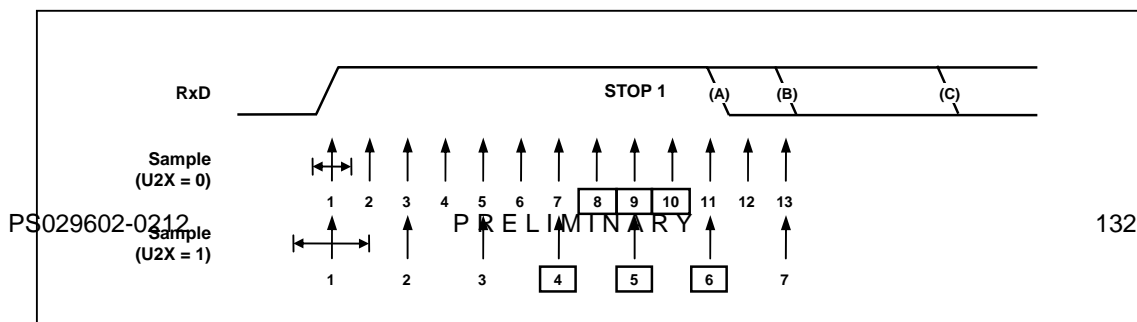 RxD STOP 1 (A) (B) (C)
Sample
(U2X = 0)
1 2 3 4 5 6 7 8 9 10 11 12 13
PS029602-0212 PRELIMINARY 132
Sample
(U2X = 1)
1 2 3 4 5 6 7